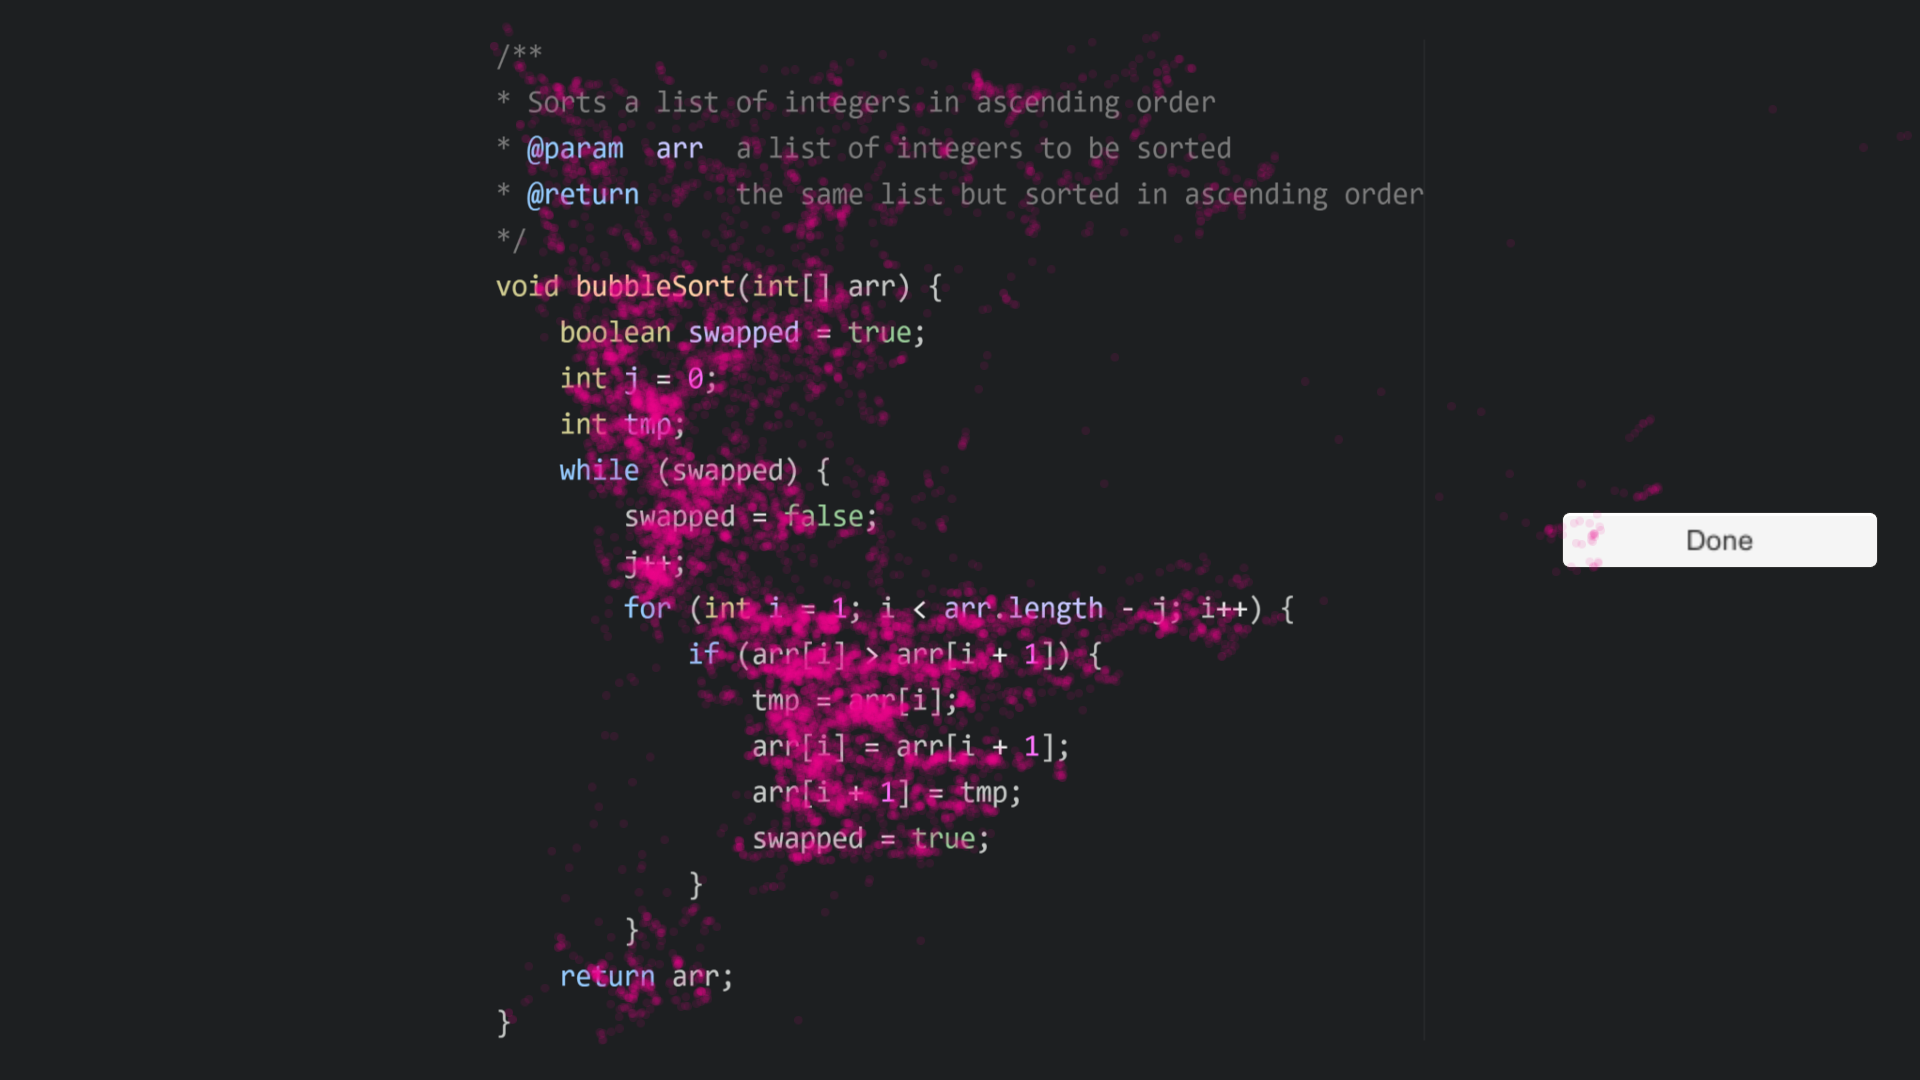 /**
* Sorts a list of integers in ascending order
* @param  arr  a list of integers to be sorted
* @return      the same list but sorted in ascending order
*/
void bubbleSort(int[] arr) {
    boolean swapped = true;
    int j = 0;
    int tmp;
    while (swapped) {
        swapped = false;
        j++;
        for (int i = 1; i < arr.length - j; i++) {
            if (arr[i] > arr[i + 1]) {
                tmp = arr[i];
                arr[i] = arr[i + 1];
                arr[i + 1] = tmp;
                swapped = true;
            }
        }
    return arr;
}
Done